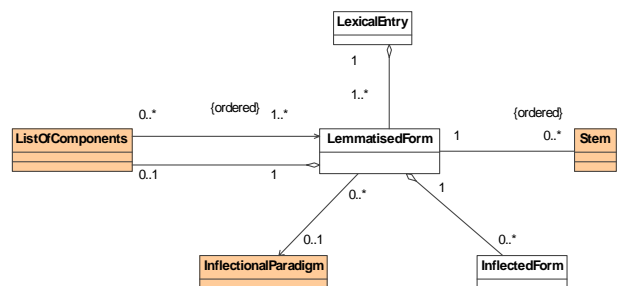 LexicalEntry
1
1..*
{ordered}
0..*
1..*
{ordered}
ListOfComponents
LemmatisedForm
1
0..*
Stem
0..1
1
0..*
1
0..1
0..*
InflectionalParadigm
InflectedForm